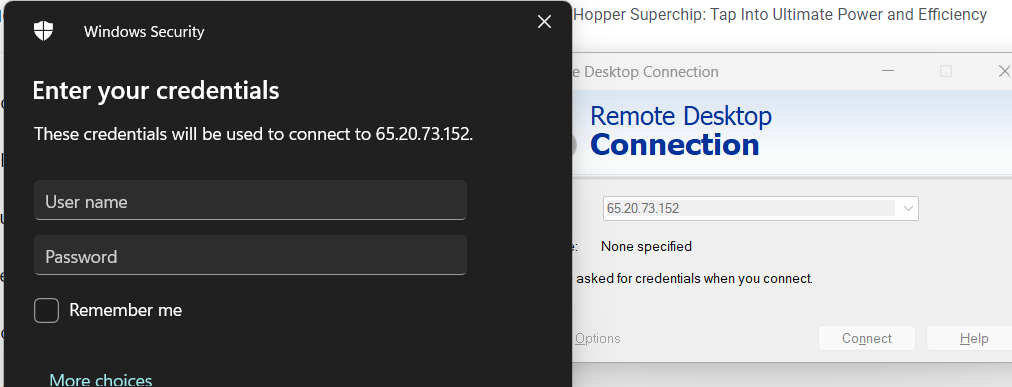 Windows Security
Enter your credentials
These credentials will be used to connect to 65.20.73.152.
User name
Password
Remember me
More choices
Hopper Superchip: Tap Into Ultimate Power and Efficiency
Desktop Connection
Remote Desktop
Connection
65.20.73.152
None specified
asked for credentials when you connect.
Options
Connect
Help